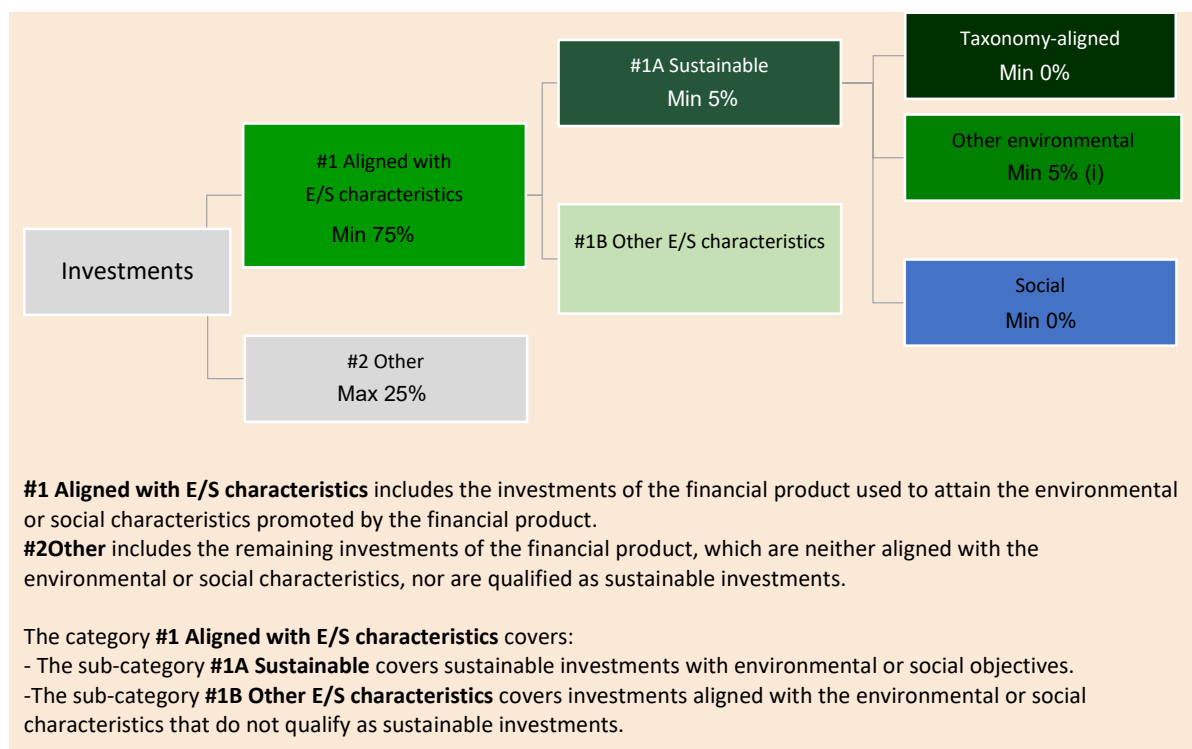 Taxonomy-aligned
Min 0%
#1A Sustainable
Min 5%
Other environmental
Min 5% (i)
#1 Aligned with
E/S characteristics
Min 75%
#1B Other E/S characteristics
Investments
Social
Min 0%
#2 Other
Max 25%
#1 Aligned with E/S characteristics includes the investments of the financial product used to attain the environmental
or social characteristics promoted by the financial product.
#2Other includes the remaining investments of the financial product, which are neither aligned with the
environmental or social characteristics, nor are qualified as sustainable investments.
The category #1 Aligned with E/S characteristics covers:
- The sub-category #1A Sustainable covers sustainable investments with environmental or social objectives.
-The sub-category #1B Other E/S characteristics covers investments aligned with the environmental or social
characteristics that do not qualify as sustainable investments.